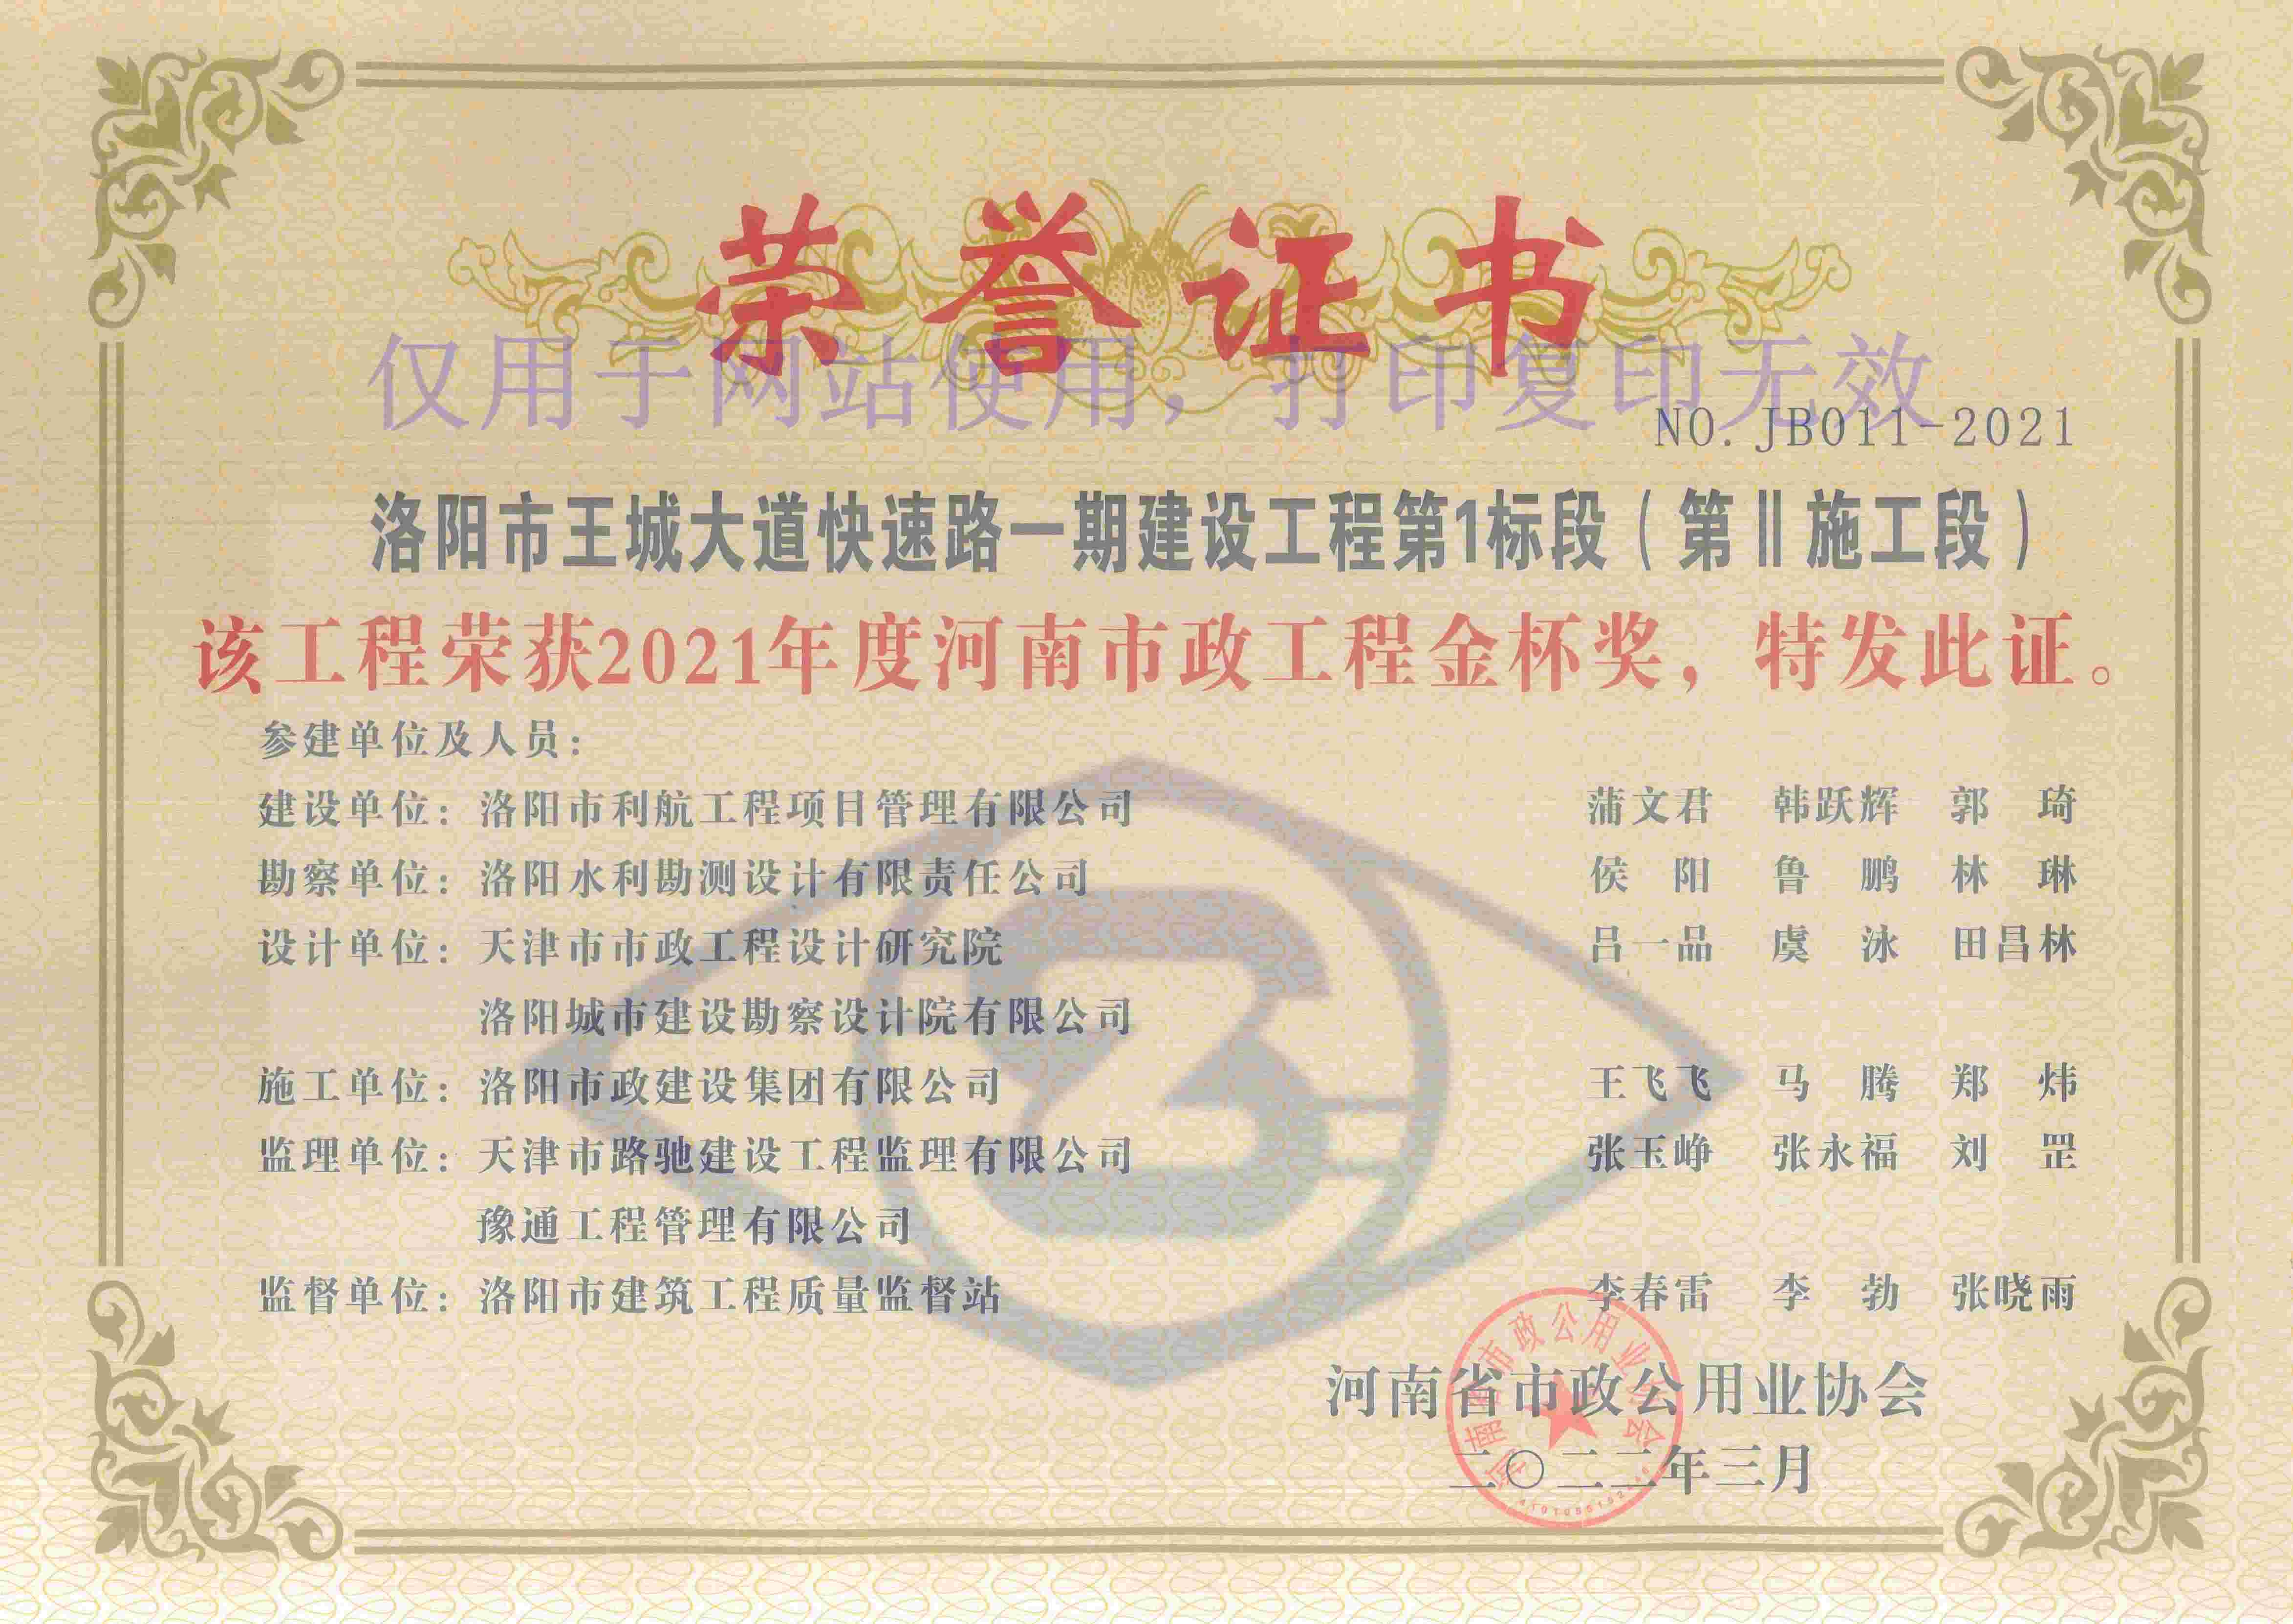 荣誉证书
仅用于网站使用，打印复印无效
NO. JB011-2021
洛阳市王城大道快速路一期建设工程第1标段（第Ⅱ施工段）
该工程荣获2021年度河南市政工程金杯奖，特发此证。
参建单位及人员：
建设单位：洛阳市利航工程项目管理有限公司 蒲文君 韩跃辉 郭 琦
勘察单位：洛阳水利勘测设计有限责任公司 侯 阳 鲁 鹏 林 琳
设计单位：天津市市政工程设计研究院 吕一品 虞 泳 田昌林
洛阳城市建设勘察设计院有限公司
施工单位：洛阳市政建设集团有限公司 王飞飞 马 腾 郑 炜
监理单位：天津市路驰建设工程监理有限公司 张玉峥 张永福 刘 罡
豫通工程管理有限公司
监督单位：洛阳市建筑工程质量监督站 李春雷 李 勃 张晓雨
河南省市政公用业协会
二〇二二年三月